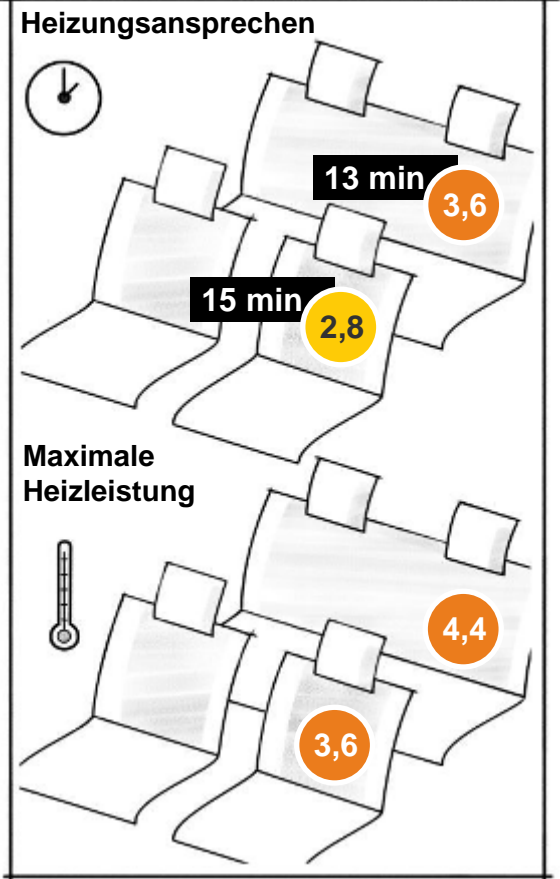 Heizungsansprechen
13 min
3,6
15 min
2,8
Maximale
Heizleistung
4,4
3,6